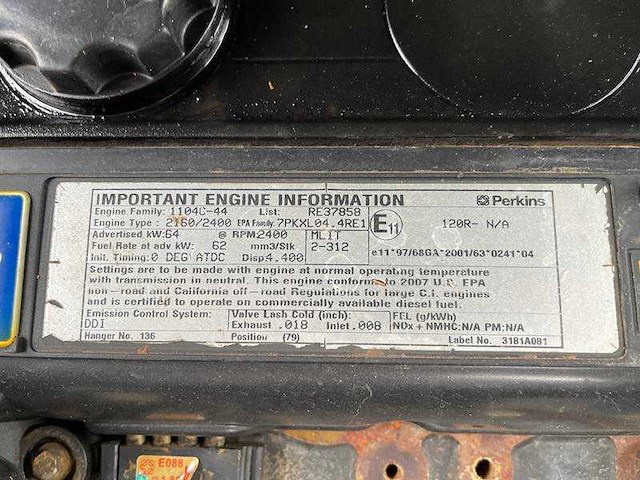 IMPORTANT ENGINE INFORMATION Perkins
Engine Family: 1104C-44 List: RE37858
Engine Type: 2160/2400 EPA Family: 7PKXL04.4RE1 E11 120R- N/A
Advertised kW:64 @ RPM:2400 MLIT
Fuel Rate at adv kW: 62 mm3/Stk 2-312 e11*97/68GA*2001/63*0241*04
Init. Timing:0 DEG ATDC Disp4.400
Settings are to be made with engine at normal operating temperature
with transmission in neutral. This engine conforms to 2007 U.S. EPA
non-road and California off-road Regulations for large C.I. engines
and is certified to operate on commercially available diesel fuel.
Emission Control System: Valve Lash Cold (inch): FEL (g/kWh)
DDI Exhaust .018 Inlet .008 NOx + NMHC:N/A PM:N/A
Hanger No. 136 Position (79) Label No. 3181A081
E088